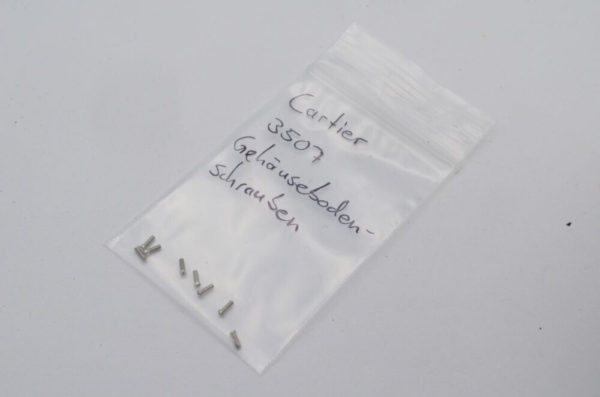 Cartier
3507
Gehäuseboden-
schrauben